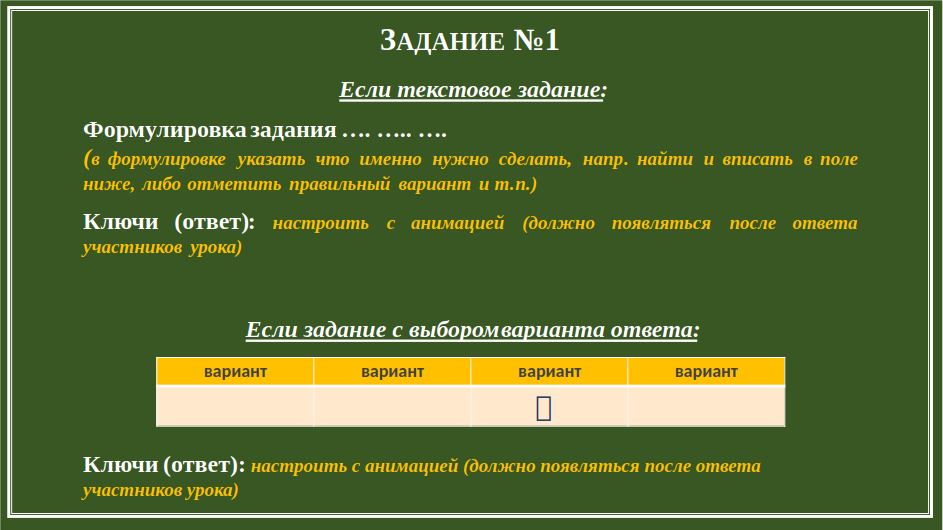 ЗАДАНИЕ №1
Если текстовое задание:
Формулировка задания …. ….. ….
(в формулировке указать что именно нужно сделать, напр. найти и вписать в поле
ниже, либо отметить правильный вариант и т.п.)
Ключи (ответ): настроить с анимацией (должно появляться после ответа
участников урока)
Если задание с выбором варианта ответа:
вариант вариант вариант вариант
Ключи (ответ): настроить с анимацией (должно появляться после ответа
участников урока)